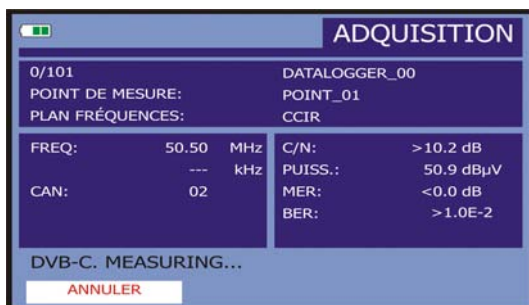 ADQUISITION
0/101 DATALOGGER_00
POINT DE MESURE: POINT_01
PLAN FRÉQUENCES: CCIR
FREQ: 50.50 MHz
--- kHz
CAN: 02
C/N: >10.2 dB
PUISS.: 50.9 dBµV
MER: <0.0 dB
BER: >1.0E-2
DVB-C. MEASURING...
ANNULER